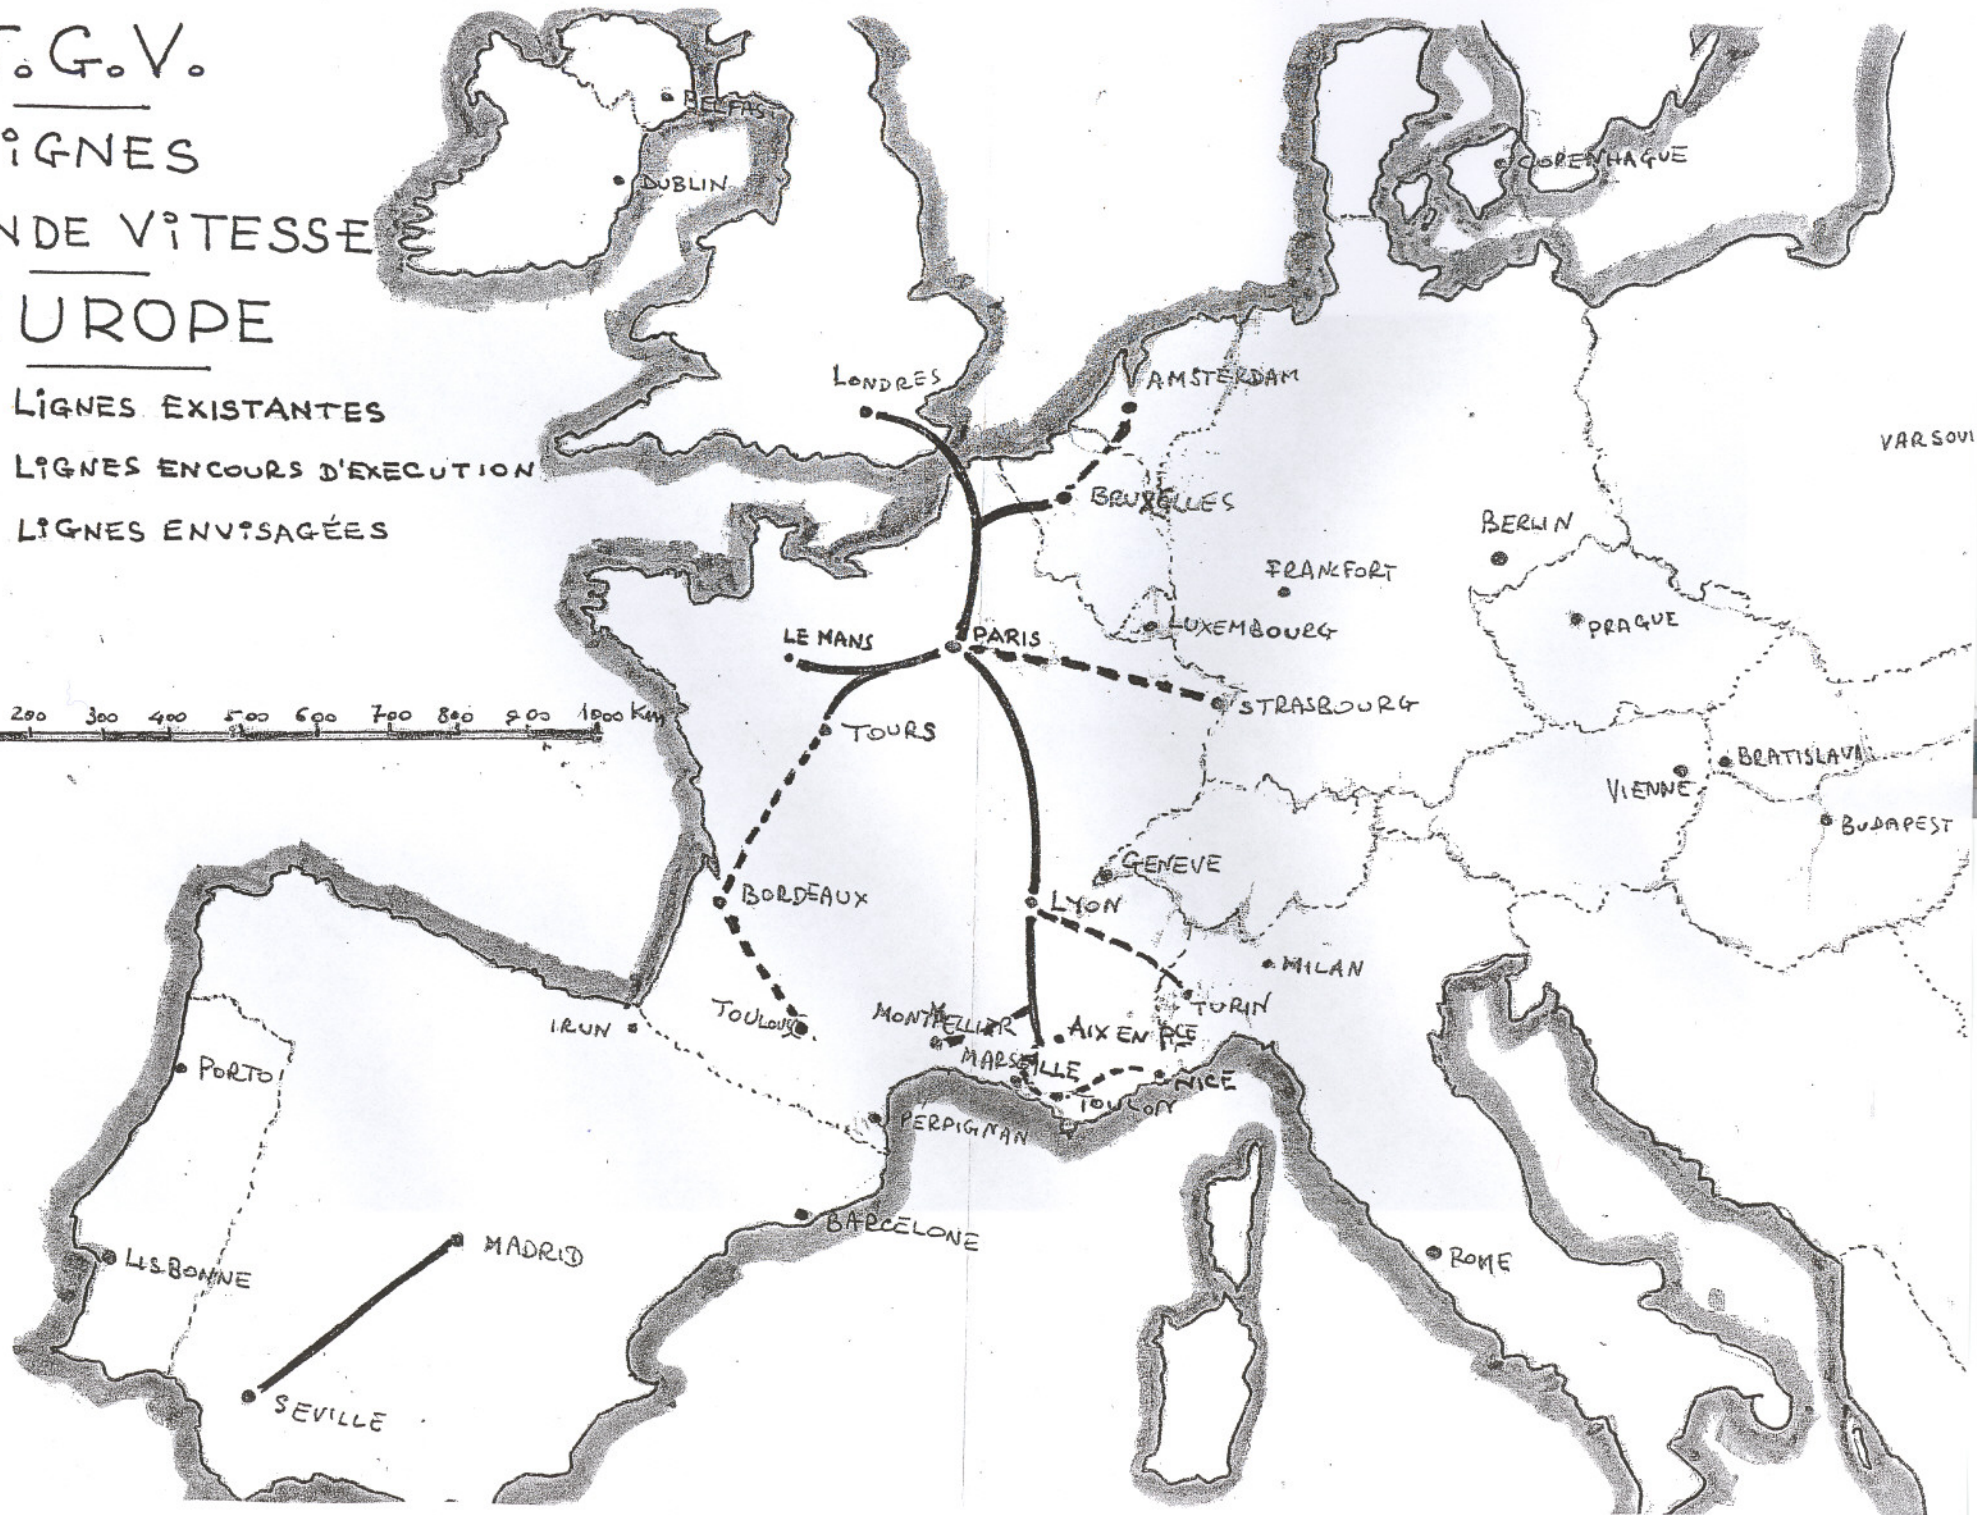 T.G.V.
iGNES
NDE ViTESSE
UROPE
LiGNES EXISTANTES
LiGNES EN COURS D'EXECUTION
LiGNES ENViSAGÉES
200 300 400 500 600 700 800 900 1000 Km
BELFAST
DUBLIN
COPENHAGUE
LONDRES
AMSTERDAM
VARSOVI
BRUXELLES
BERLIN
FRANCFORT
LUXEMBOURG
PRAGUE
LE MANS
PARIS
STRASBOURG
TOURS
BRATISLAVA
VIENNE
BUDAPEST
GENEVE
BORDEAUX
LYON
MILAN
TURIN
TOULOUSE
MONTPELLIER
AIX EN PCE
IRUN
MARSEILLE
NICE
TOULON
PORTO
PERPIGNAN
BARCELONE
MADRID
LISBONNE
ROME
SEVILLE